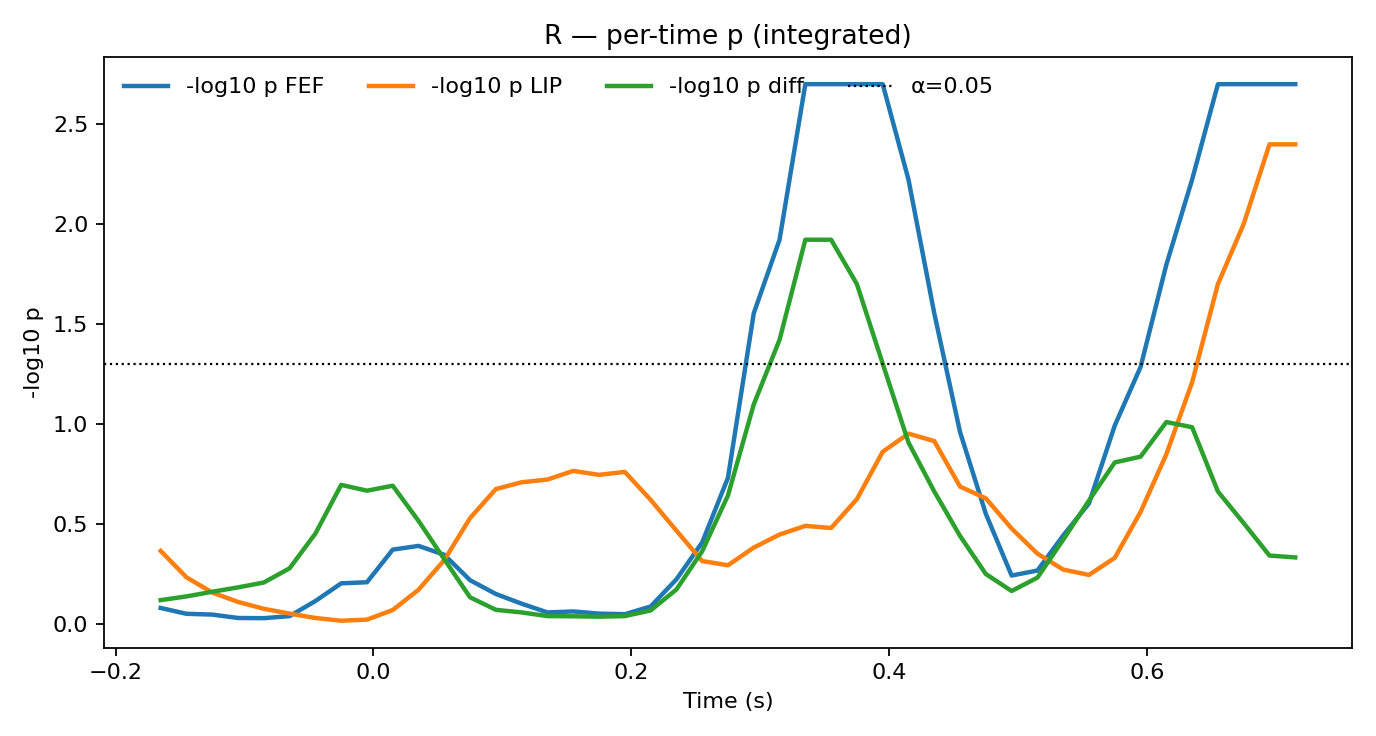 R — per-time p (integrated)
-log10 p FEF -log10 p LIP -log10 p diff α=0.05
2.5
2.0
1.5
1.0
0.5
0.0
-log10 p
−0.2 0.0 0.2 0.4 0.6
Time (s)